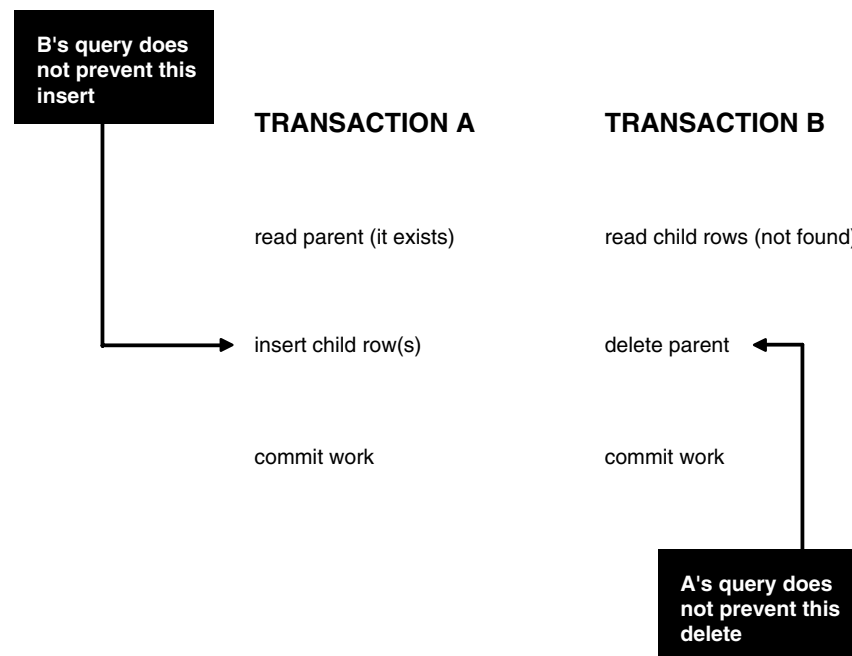 B's query does
not prevent this
insert
TRANSACTION A
TRANSACTION B
read parent (it exists)
read child rows (not found)
insert child row(s)
delete parent
commit work
commit work
A's query does
not prevent this
delete